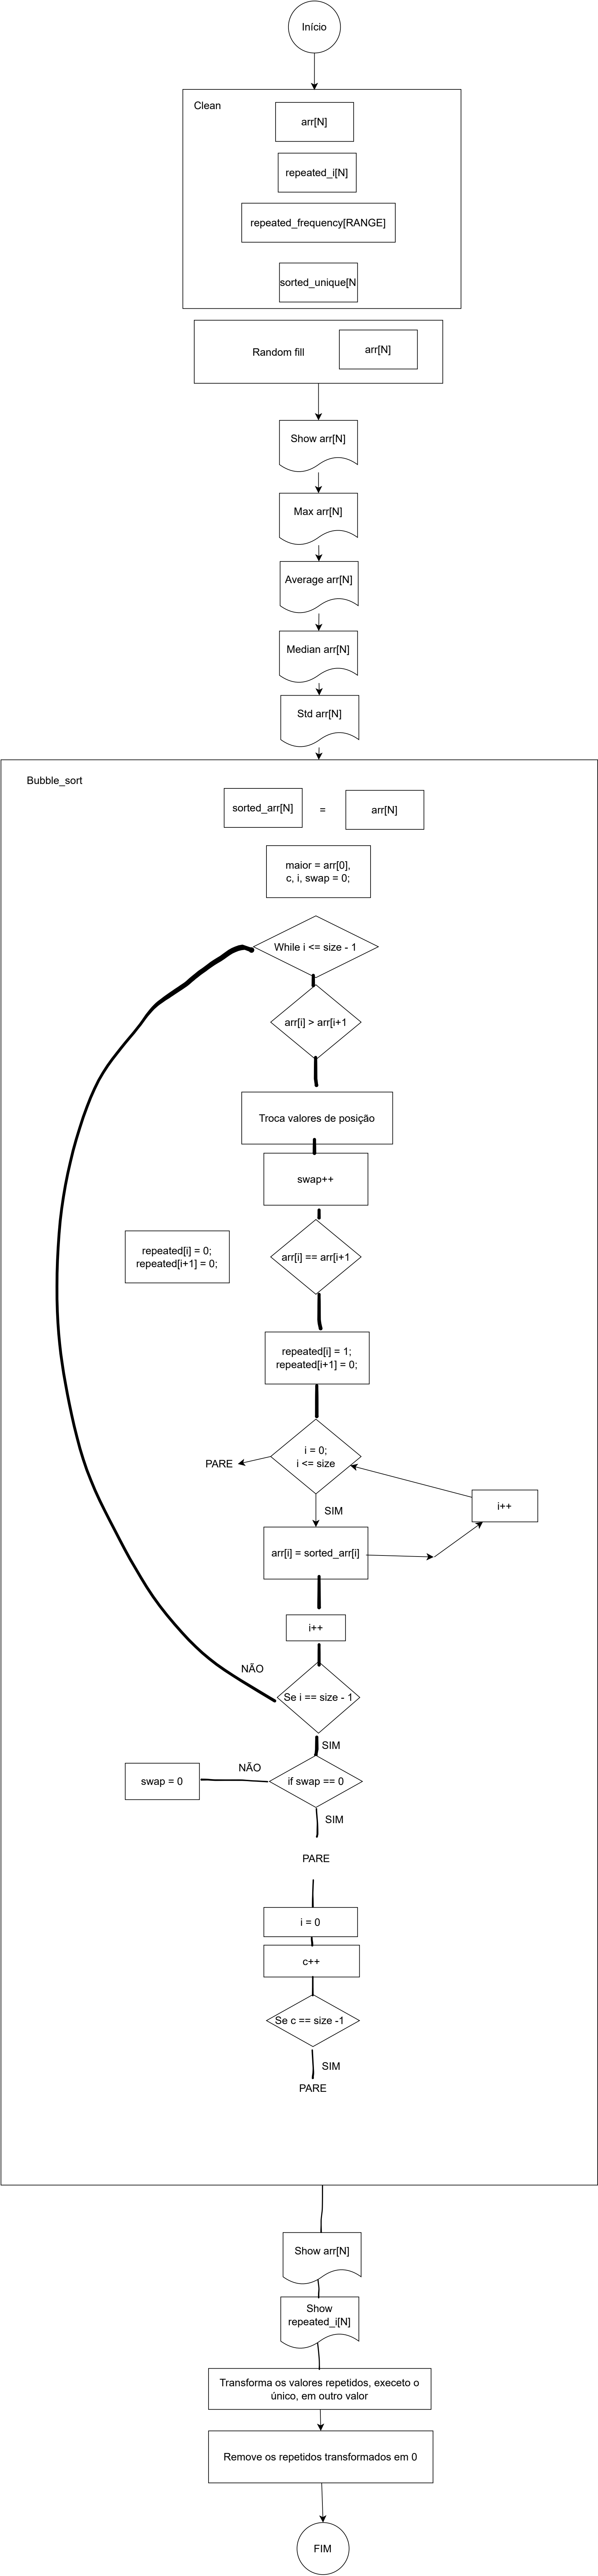 Início
Clean
arr[N]
repeated_i[N]
repeated_frequency[RANGE]
sorted_unique[N
Random fill
arr[N]
Show arr[N]
Max arr[N]
Average arr[N]
Median arr[N]
Std arr[N]
Bubble_sort
sorted_arr[N]
=
arr[N]
maior = arr[0],
c, i, swap = 0;
While i <= size - 1
arr[i] > arr[i+1
Troca valores de posição
swap++
repeated[i] = 0;
repeated[i+1] = 0;
arr[i] == arr[i+1
repeated[i] = 1;
repeated[i+1] = 0;
i = 0;
i <= size
PARE
SIM
i++
arr[i] = sorted_arr[i]
i++
NÃO
Se i == size - 1
SIM
NÃO
swap = 0
if swap == 0
SIM
PARE
i = 0
c++
Se c == size -1
SIM
PARE
Show arr[N]
Show
repeated_i[N]
Transforma os valores repetidos, execeto o
único, em outro valor
Remove os repetidos transformados em 0
FIM